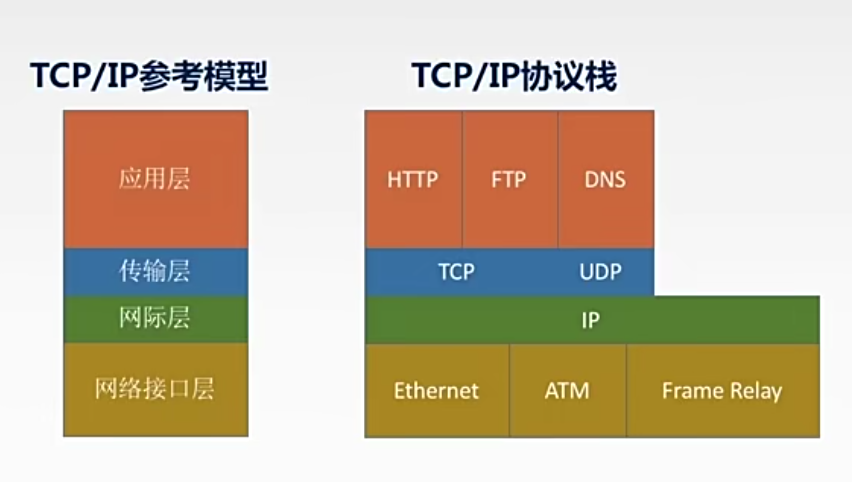 TCP/IP参考模型
TCP/IP协议栈
应用层
HTTP
FTP
DNS
传输层
TCP
UDP
网际层
IP
网络接口层
Ethernet
ATM
Frame Relay